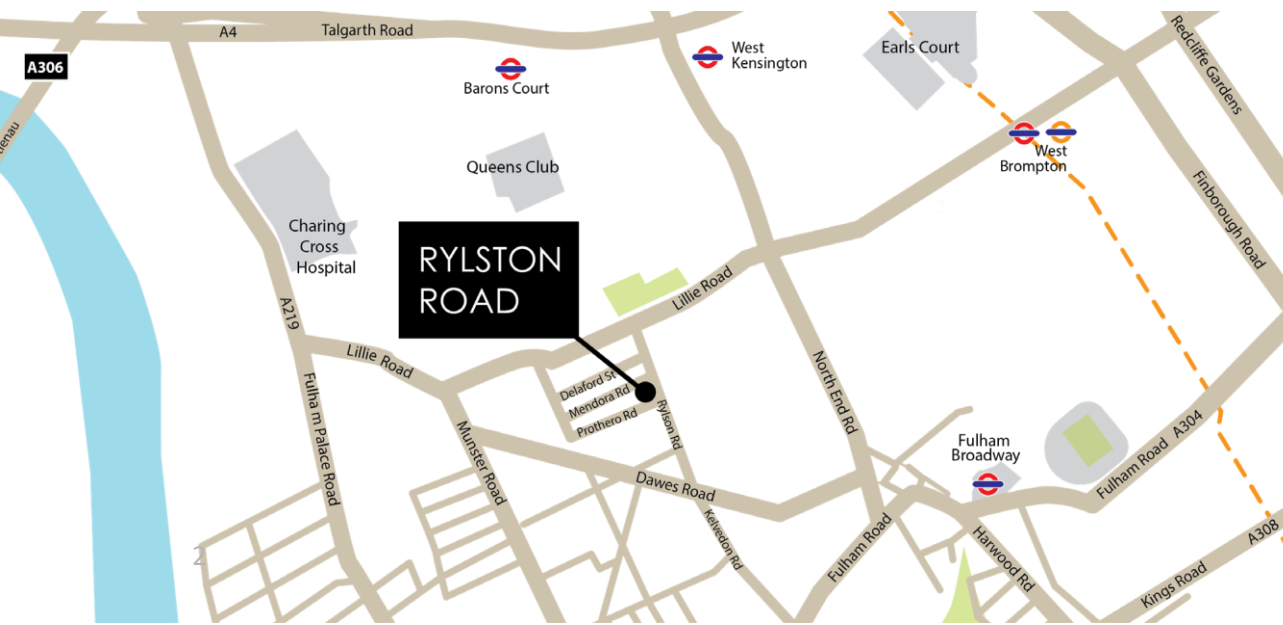 A4
Talgarth Road
A306
Barons Court
West
Kensington
Earls Court
Redcliffe Gardens
West
Brompton
Queens Club
Finborough Road
Charing
Cross
Hospital
RYLSTON
ROAD
Lillie Road
A219
Lillie Road
Delaford St
Mendora Rd
Prothero Rd
Rylson Rd
North End Rd
Fulha m Palace Road
Munster Road
Dawes Road
Kelvedon Rd
Fulham
Broadway
Fulham Road A304
Fulham Road
Harwood Rd
Kings Road
A308
2